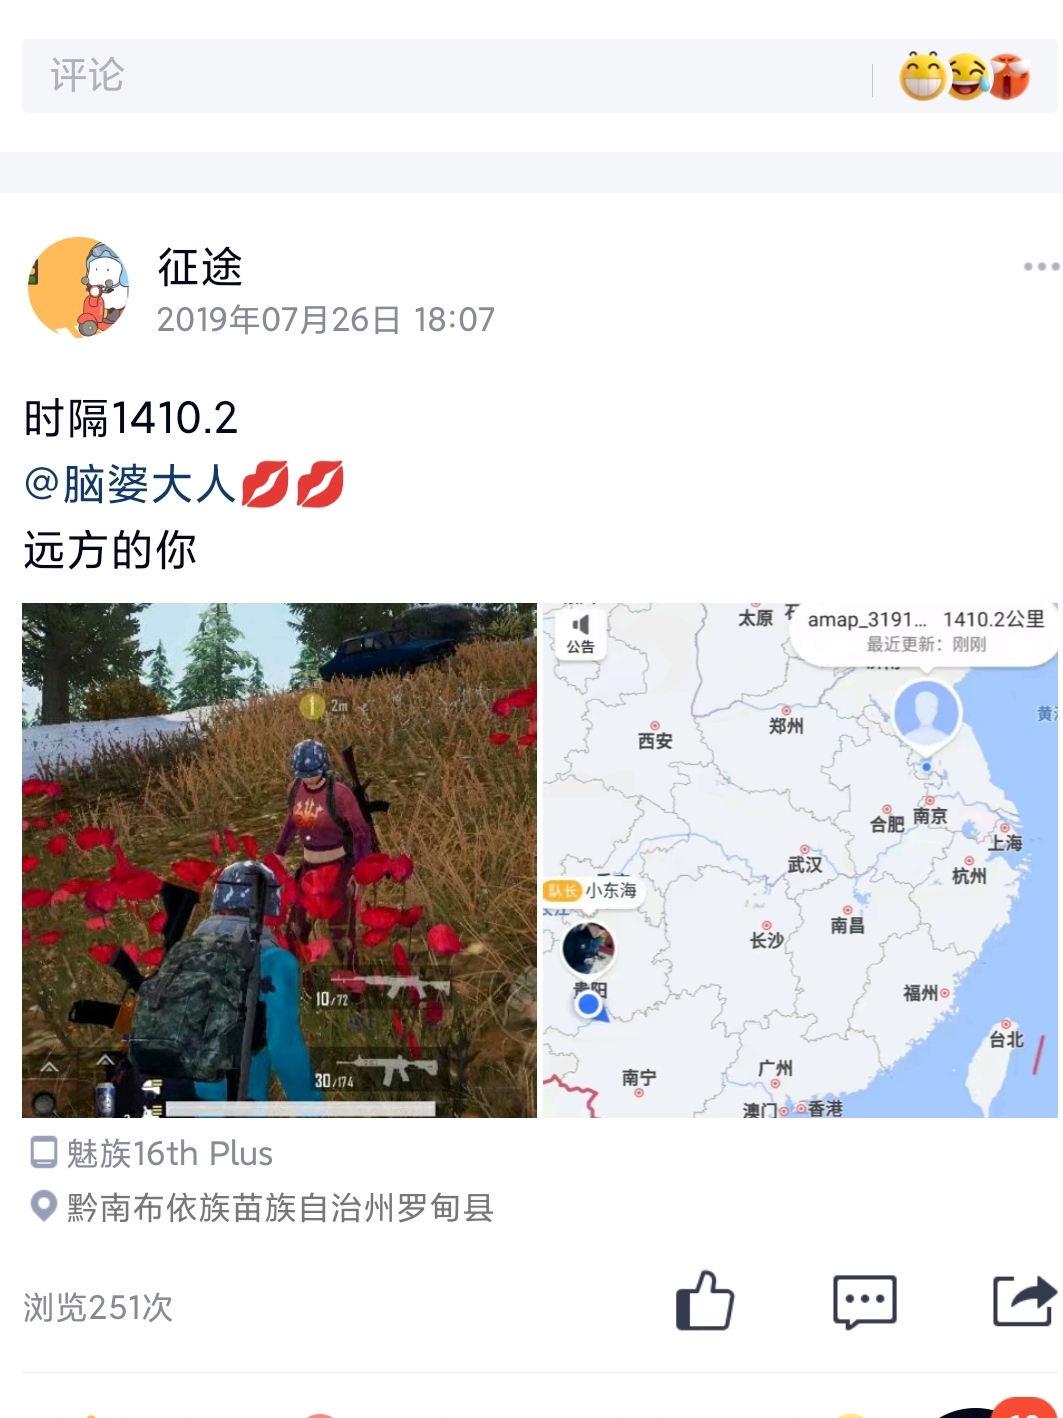 评论
征途
2019年07月26日 18:07
时隔1410.2
@脑婆大人
远方的你
2m
10/72
30/174
公告
太原
amap_3191... 1410.2公里
最近更新：刚刚
黄
西安
郑州
合肥
南京
上海
武汉
杭州
队长 小东海
长沙
南昌
贵阳
福州
台北
南宁
广州
澳门
香港
魅族16th Plus
黔南布依族苗族自治州罗甸县
浏览251次